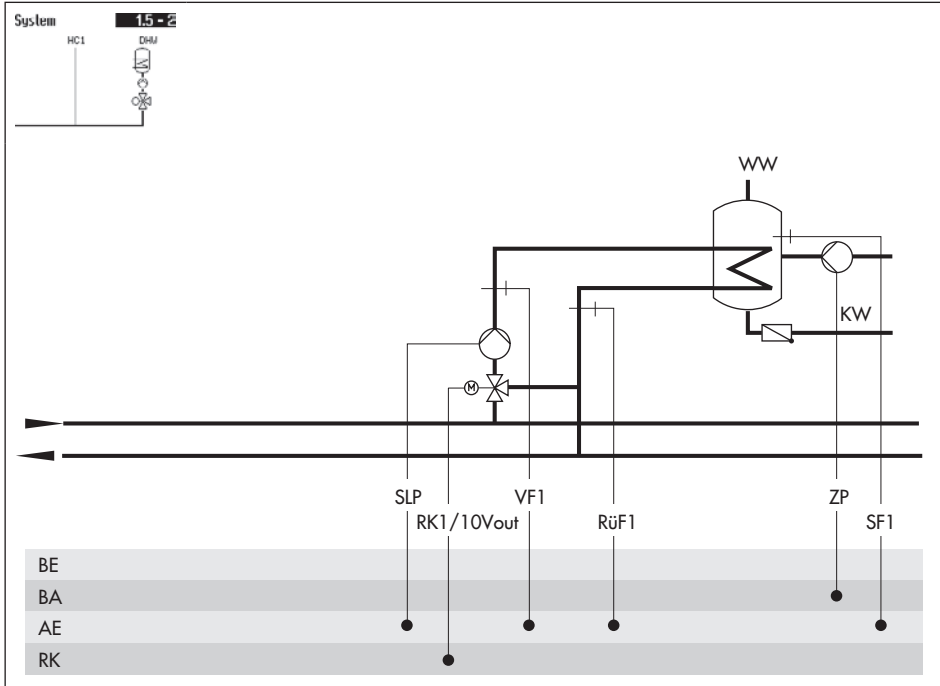 System 1.5 - 2
HC1 DHW
WW
KW
SLP VF1 ZP
RK1/10Vout RüF1 SF1
M
BE
BA
AE
RK